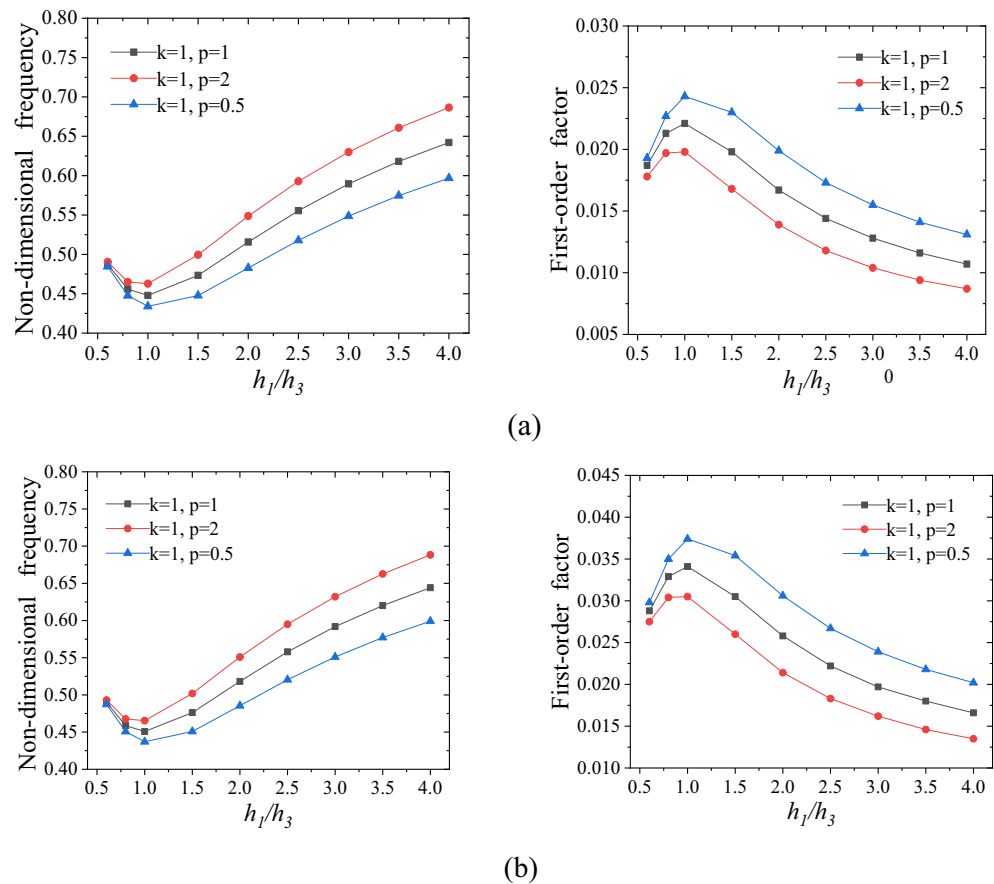 0.80
0.75
0.70
0.65
0.60
0.55
0.50
0.45
0.40
Non-dimensional frequency
k=1, p=1
k=1, p=2
k=1, p=0.5
0.5 1.0 1.5 2.0 2.5 3.0 3.5 4.0
h1/h3
0.030
0.025
0.020
0.015
0.010
0.005
First-order factor
k=1, p=1
k=1, p=2
k=1, p=0.5
0.5 1.0 1.5 2. 2.5 3.0 3.5 4.0
h1/h3 0
(a)
0.80
0.75
0.70
0.65
0.60
0.55
0.50
0.45
0.40
Non-dimensional frequency
k=1, p=1
k=1, p=2
k=1, p=0.5
0.5 1.0 1.5 2.0 2.5 3.0 3.5 4.0
h1/h3
0.045
0.040
0.035
0.030
0.025
0.020
0.015
0.010
First-order factor
k=1, p=1
k=1, p=2
k=1, p=0.5
0.5 1.0 1.5 2.0 2.5 3.0 3.5 4.0
h1/h3
(b)